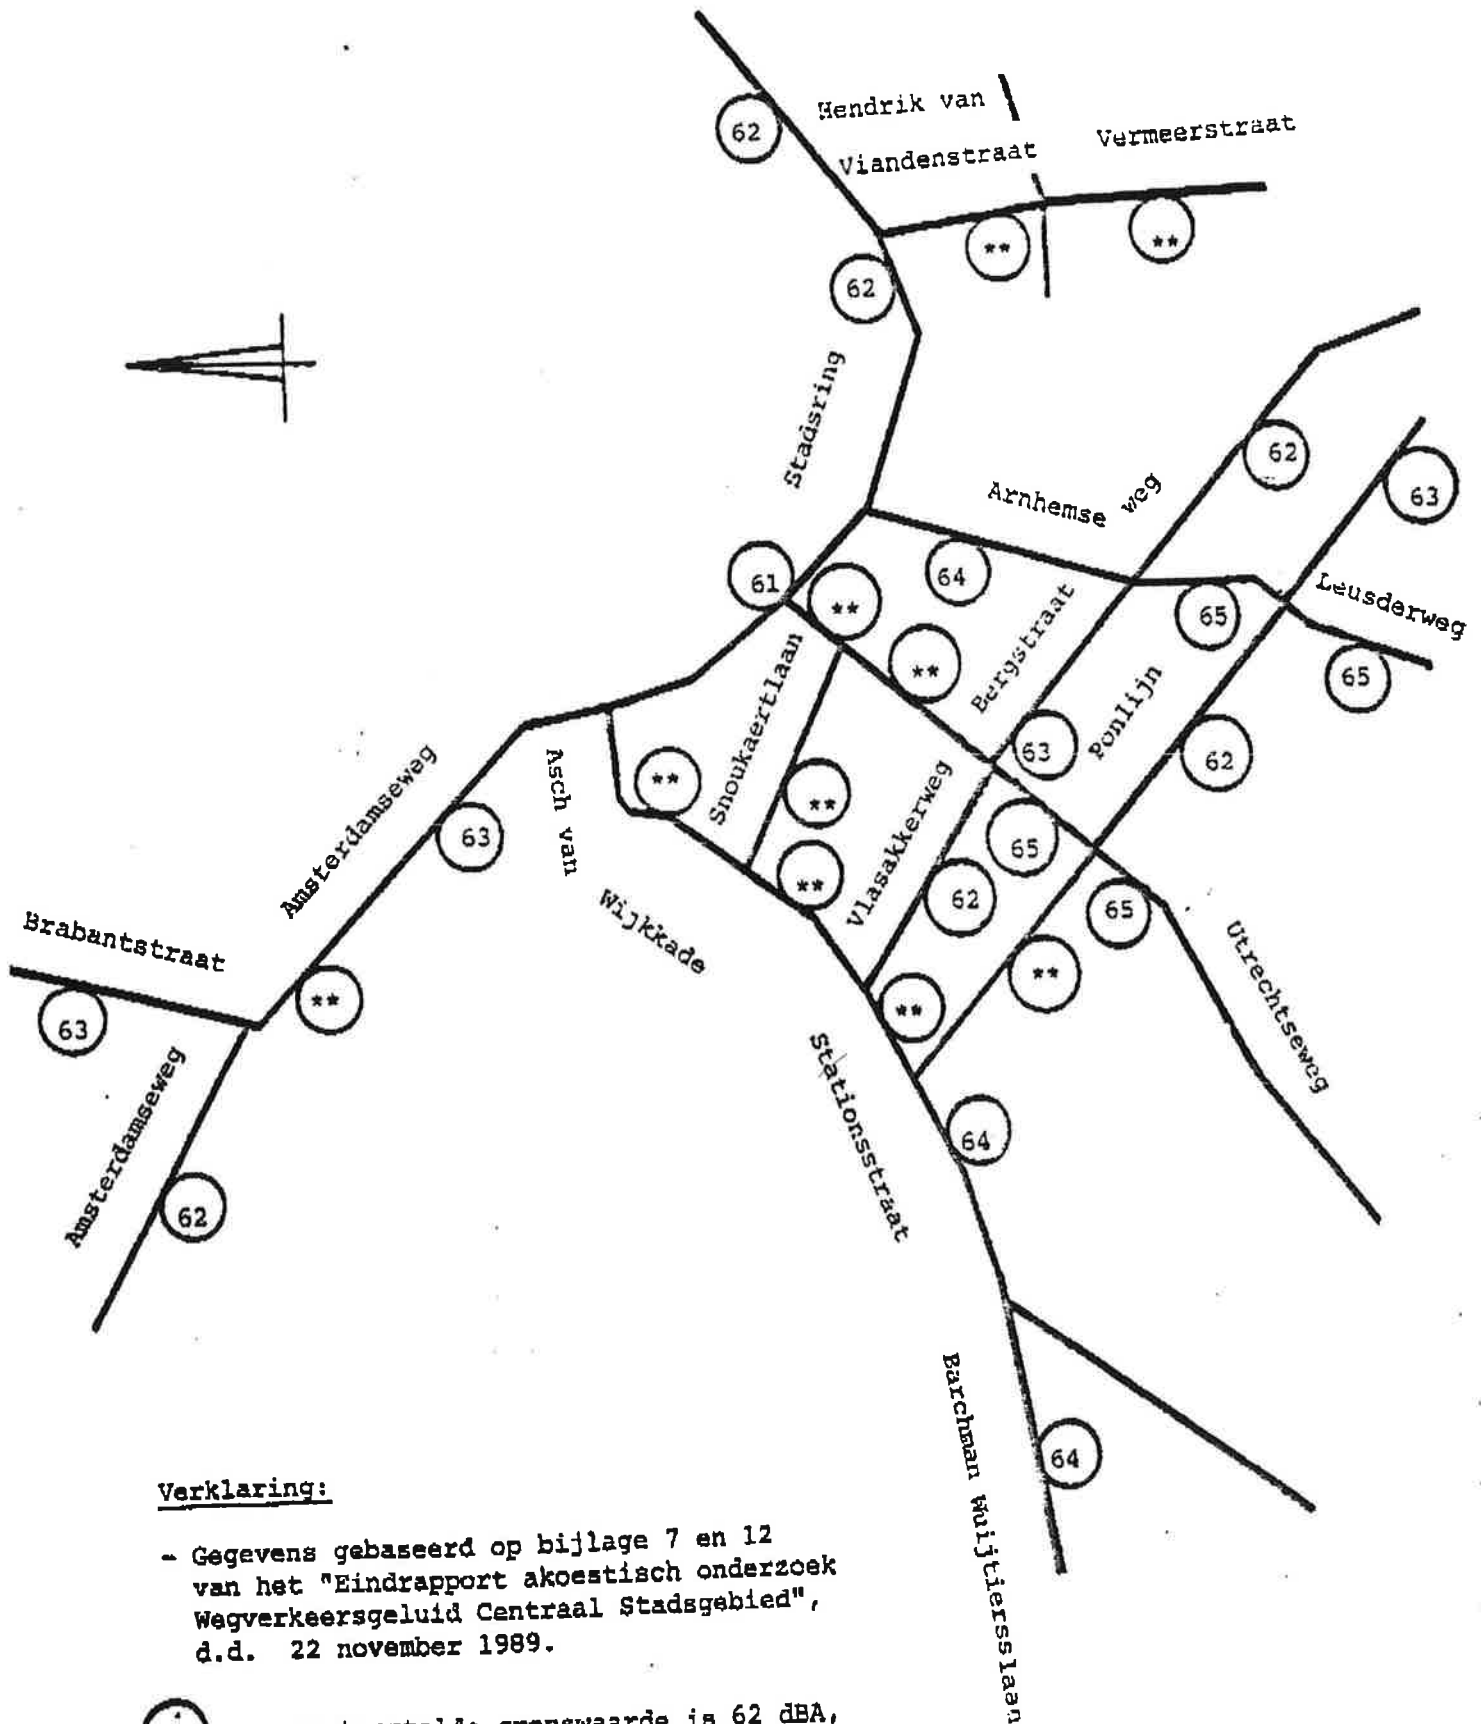 Hendrik van
Viandenstraat
Vermeerstraat
62
**
**
62
Stadsring
62
63
Arnhemse weg
61
**
64
65
Leusderweg
65
**
Bergstraat
Snoukaertlaan
63
Ponlijn
62
**
**
65
Vlasakkerweg
Amsterdamseweg
63
Asch van
Wijkkade
**
62
65
Utrechtseweg
**
**
Brabantstraat
63
**
Stationsstraat
Amsterdamseweg
62
64
Barchman Wuijtiersslaan
64
Verklaring:
- Gegevens gebaseerd op bijlage 7 en 12
van het "Eindrapport akoestisch onderzoek
Wegverkeersgeluid Centraal Stadsgebied",
d.d. 22 november 1989.
grenswaarde is 62 dBA,